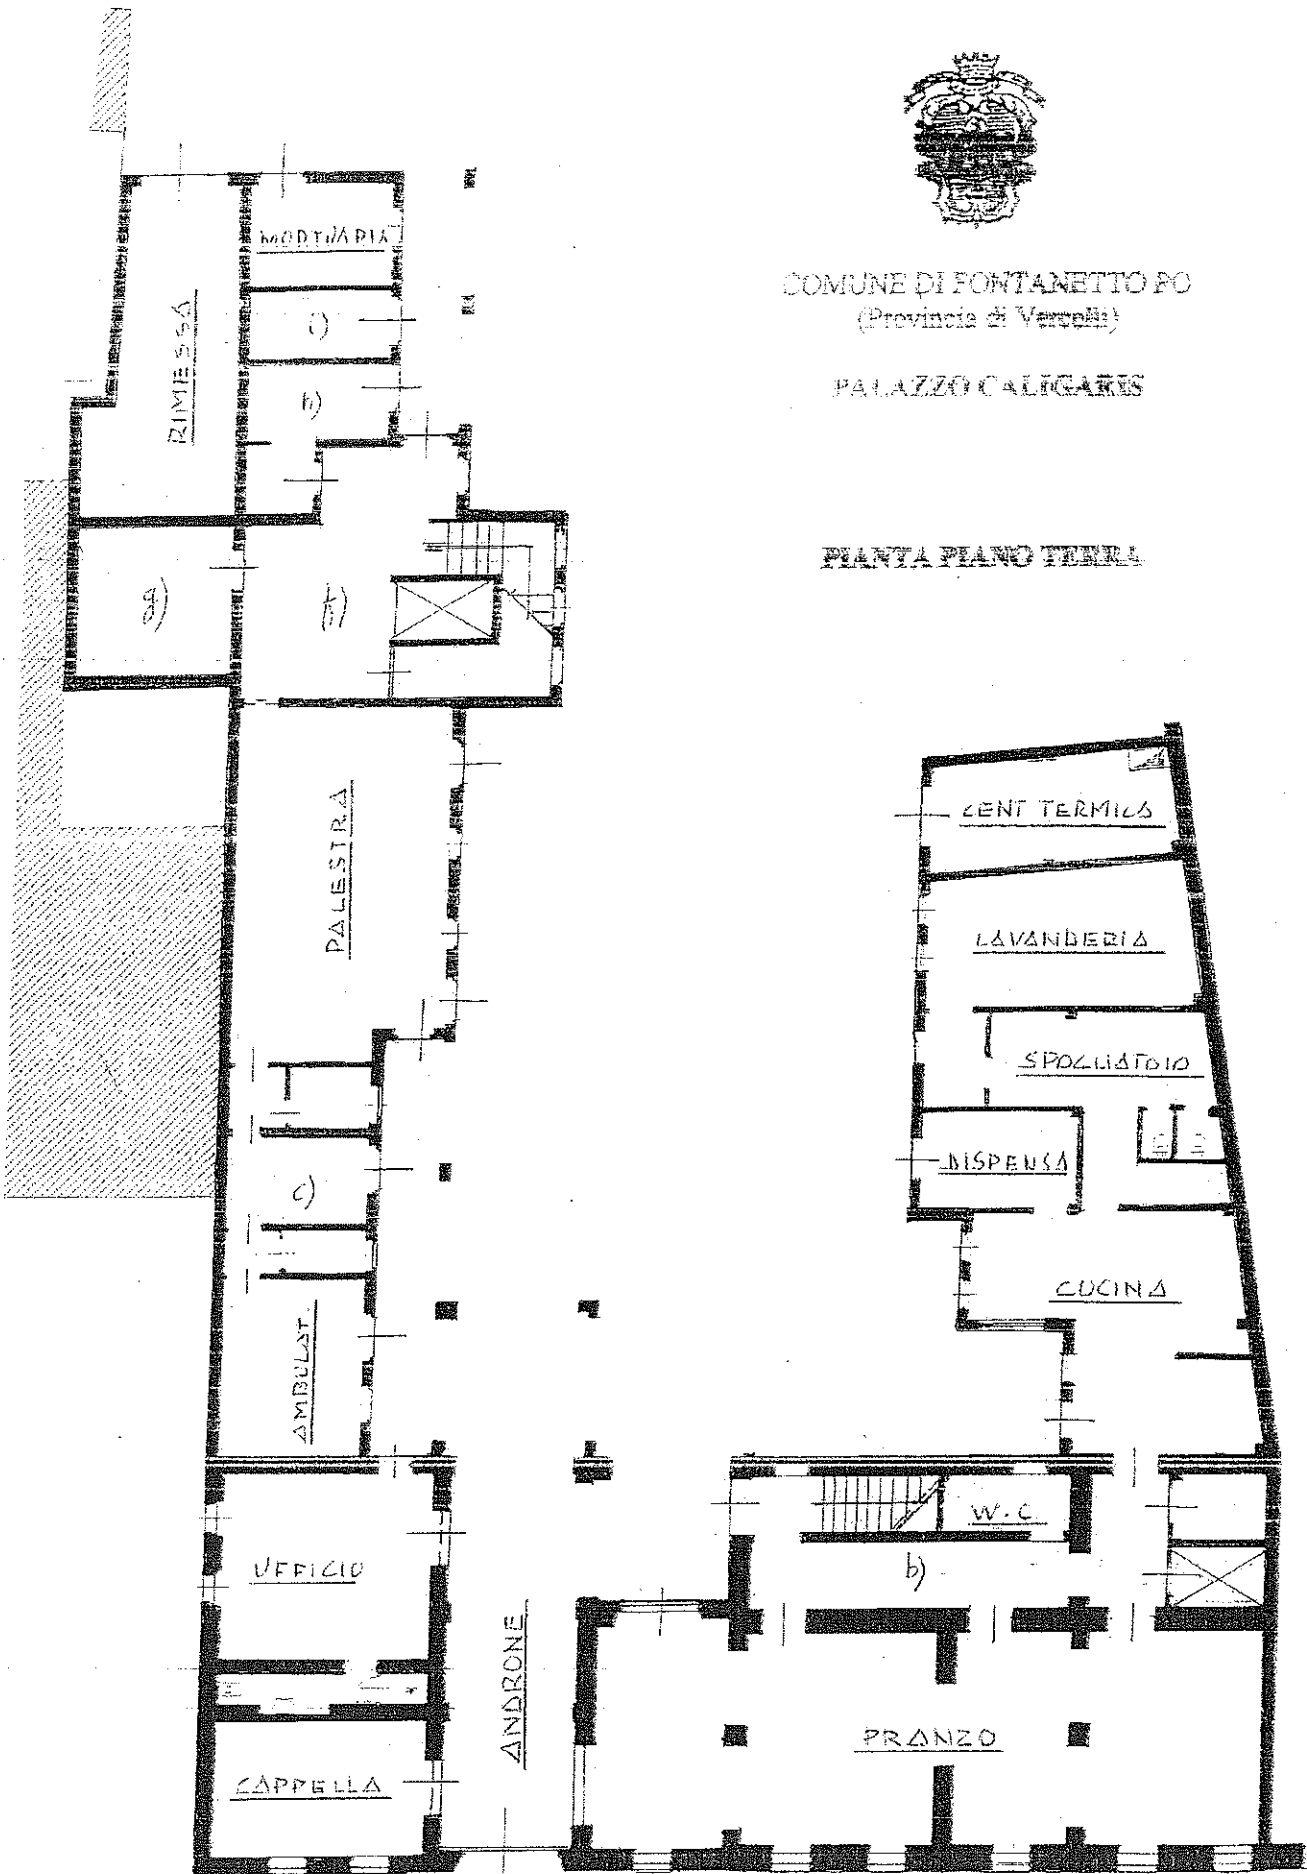 COMUNE DI FONTANETTO PO
(Provincia di Vercelli)
PALAZZO CALIGARIS
PIANTA PIANO TERRA
MORTUARIA
i)
RIMESSA
h)
g)
f)
PALESTRA
CENT TERMICA
LAVANDERIA
SPOGLIATOIO
DISPENSA
c)
CUCINA
AMBULAT
W.C.
UFFICIO
b)
ANDRONE
PRANZO
CAPPELLA